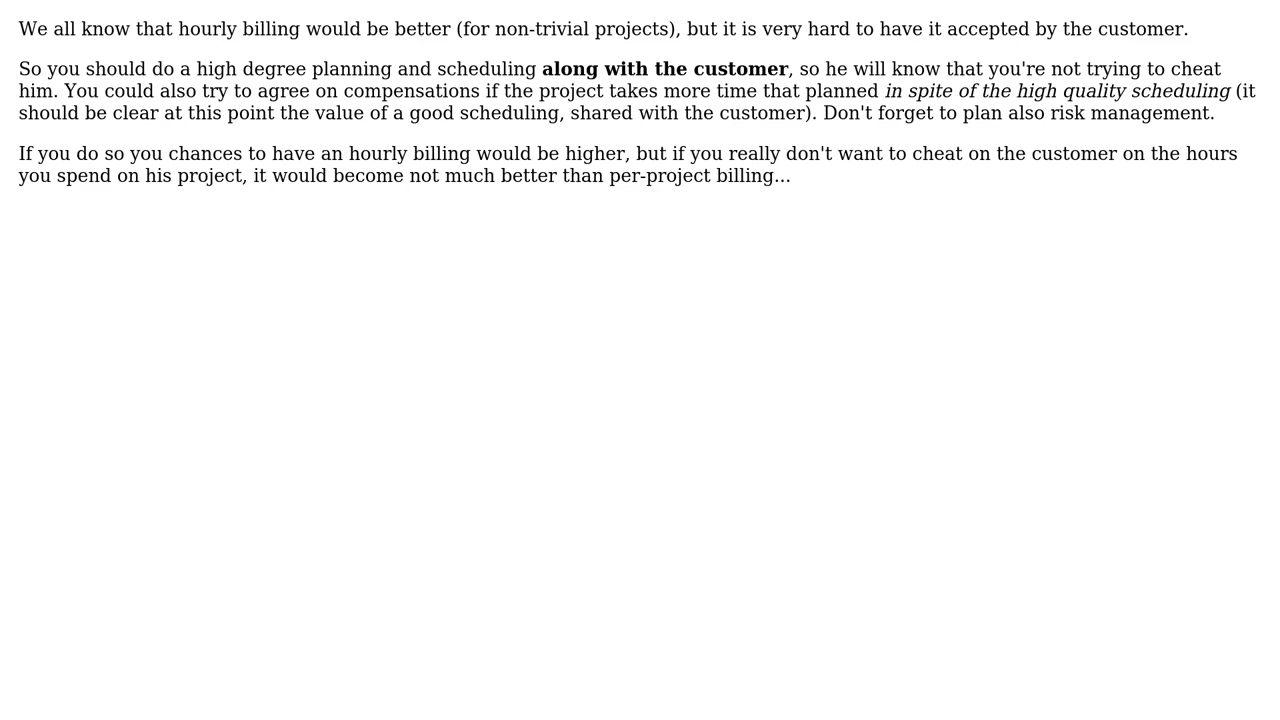 We all know that hourly billing would be better (for non-trivial projects), but it is very hard to have it accepted by the customer.
So you should do a high degree planning and scheduling along with the customer, so he will know that you're not trying to cheat
him. You could also try to agree on compensations if the project takes more time that planned in spite of the high quality scheduling (it
should be clear at this point the value of a good scheduling, shared with the customer). Don't forget to plan also risk management.
If you do so you chances to have an hourly billing would be higher, but if you really don't want to cheat on the customer on the hours
you spend on his project, it would become not much better than per-project billing...